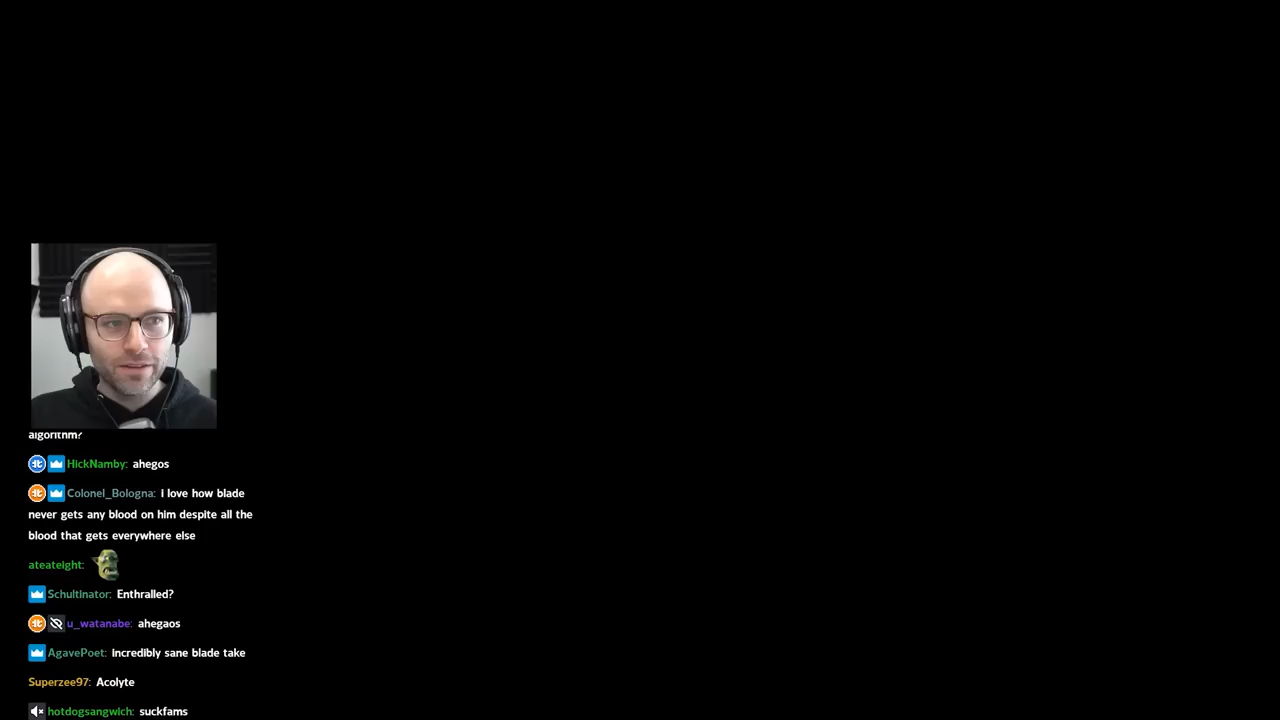 algorithm?
HickNamby: ahegos
Colonel_Bologna: i love how blade
never gets any blood on him despite all the
blood that gets everywhere else
ateateight:
Schultinator: Enthralled?
u_watanabe: ahegaos
AgavePoet: incredibly sane blade take
Superzee97: Acolyte
hotdogsangwich: suckfams